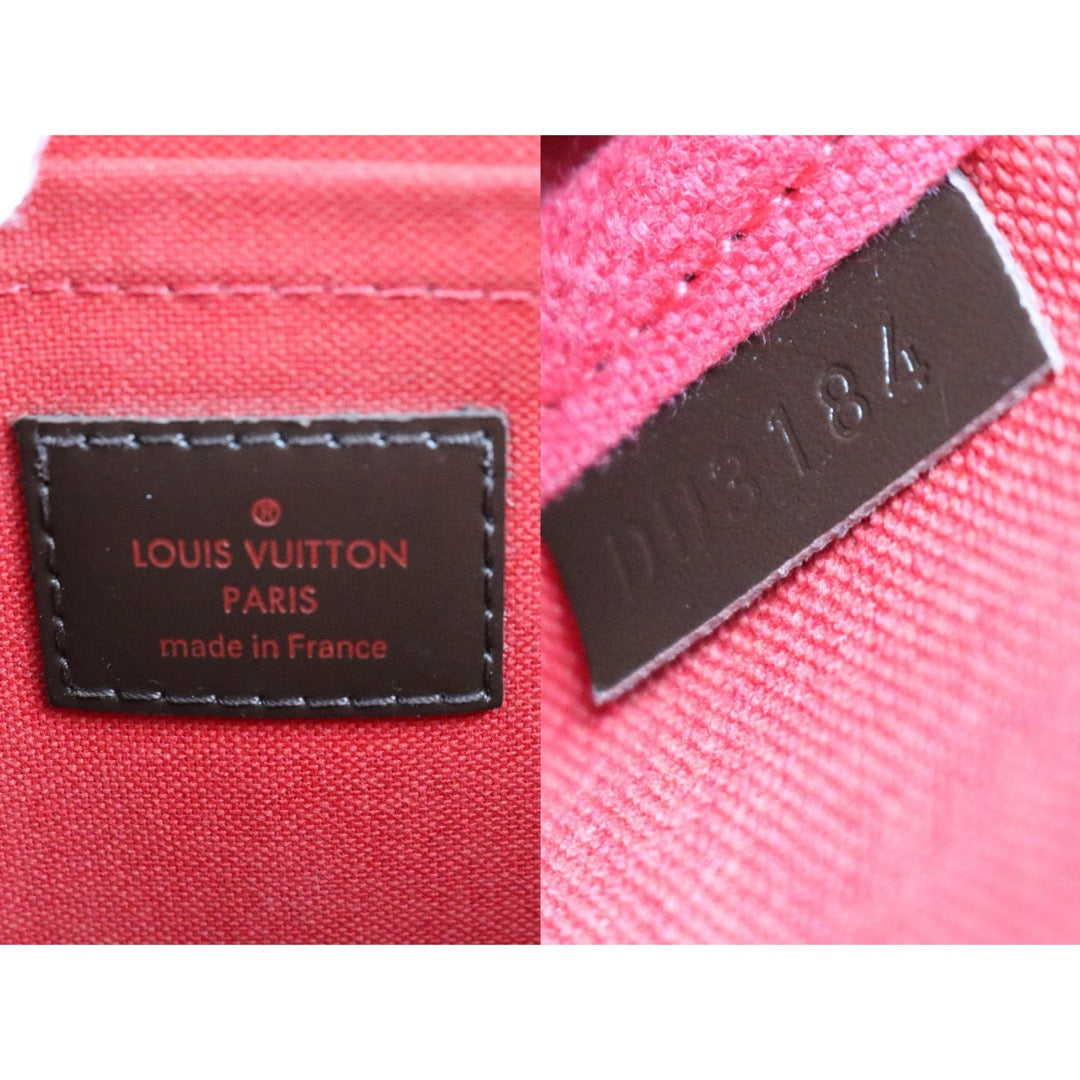 LOUIS VUITTON
PARIS
made in France
DU3184